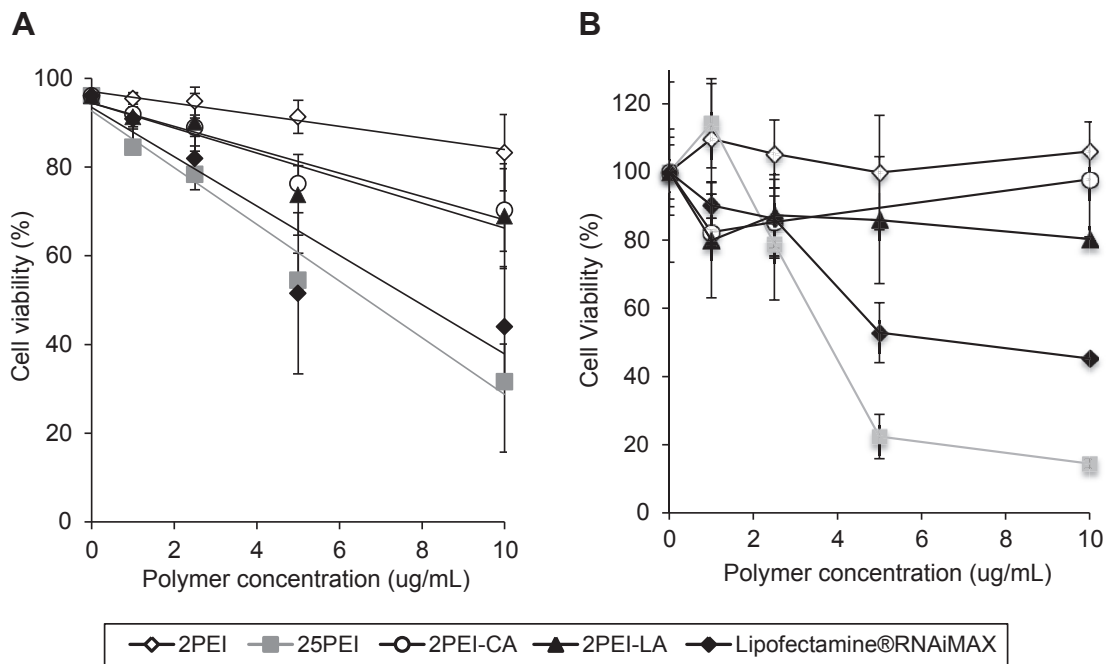 A
B
Cell viability (%)
100
80
60
40
20
0
0 2 4 6 8 10
Polymer concentration (ug/mL)
Cell Viability (%)
120
100
80
60
40
20
0
0 2 4 6 8 10
Polymer concentration (ug/mL)
2PEI 25PEI 2PEI-CA 2PEI-LA Lipofectamine®RNAiMAX